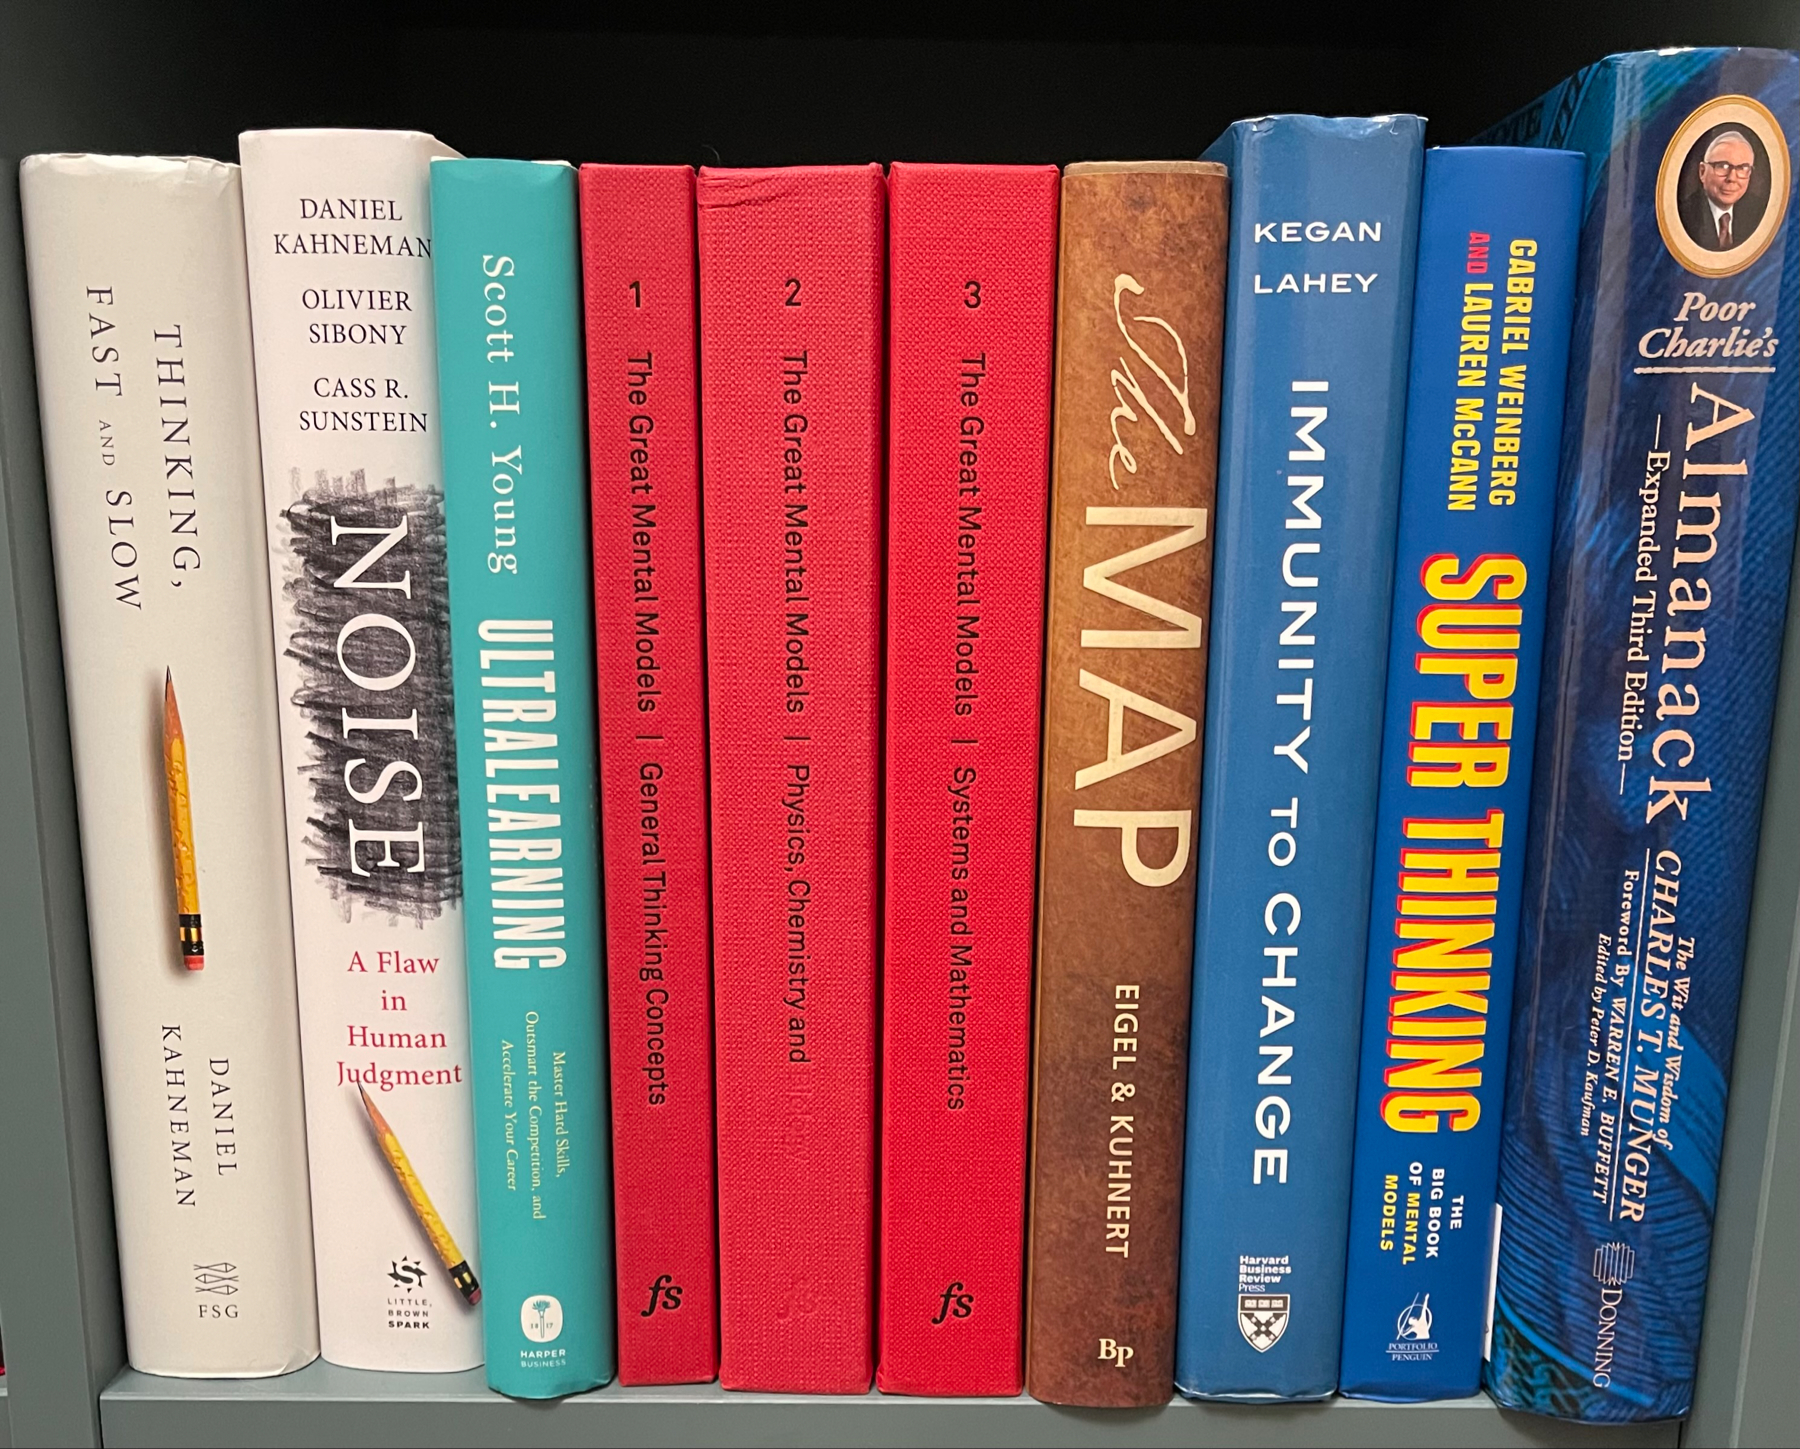 THINKING,
FAST AND SLOW
DANIEL
KAHNEMAN
FSG
DANIEL
KAHNEMAN
OLIVIER
SIBONY
CASS R.
SUNSTEIN
NOISE
A Flaw
in
Human
Judgment
LITTLE,
BROWN
SPARK
Scott H. Young
ULTRALEARNING
Master Hard Skills,
Outsmart the Competition, and
Accelerate Your Career
1817
HARPER
BUSINESS
1 The Great Mental Models | General Thinking Concepts
fs
2 The Great Mental Models | Physics, Chemistry and
3 The Great Mental Models | Systems and Mathematics
fs
The MAP
EIGEL & KUHNERT
BP
KEGAN
LAHEY
IMMUNITY TO CHANGE
Harvard
Business
Review
Press
GABRIEL WEINBERG
AND LAUREN McCANN
SUPER THINKING
THE
BIG BOOK
OF MENTAL
MODELS
PORTFOLIO
PENGUIN
Poor
Charlie's
Almanack
—Expanded Third Edition—
The Wit and Wisdom of
CHARLES T. MUNGER
Foreword By WARREN E. BUFFETT
Edited by Peter D. Kaufman
DONNING